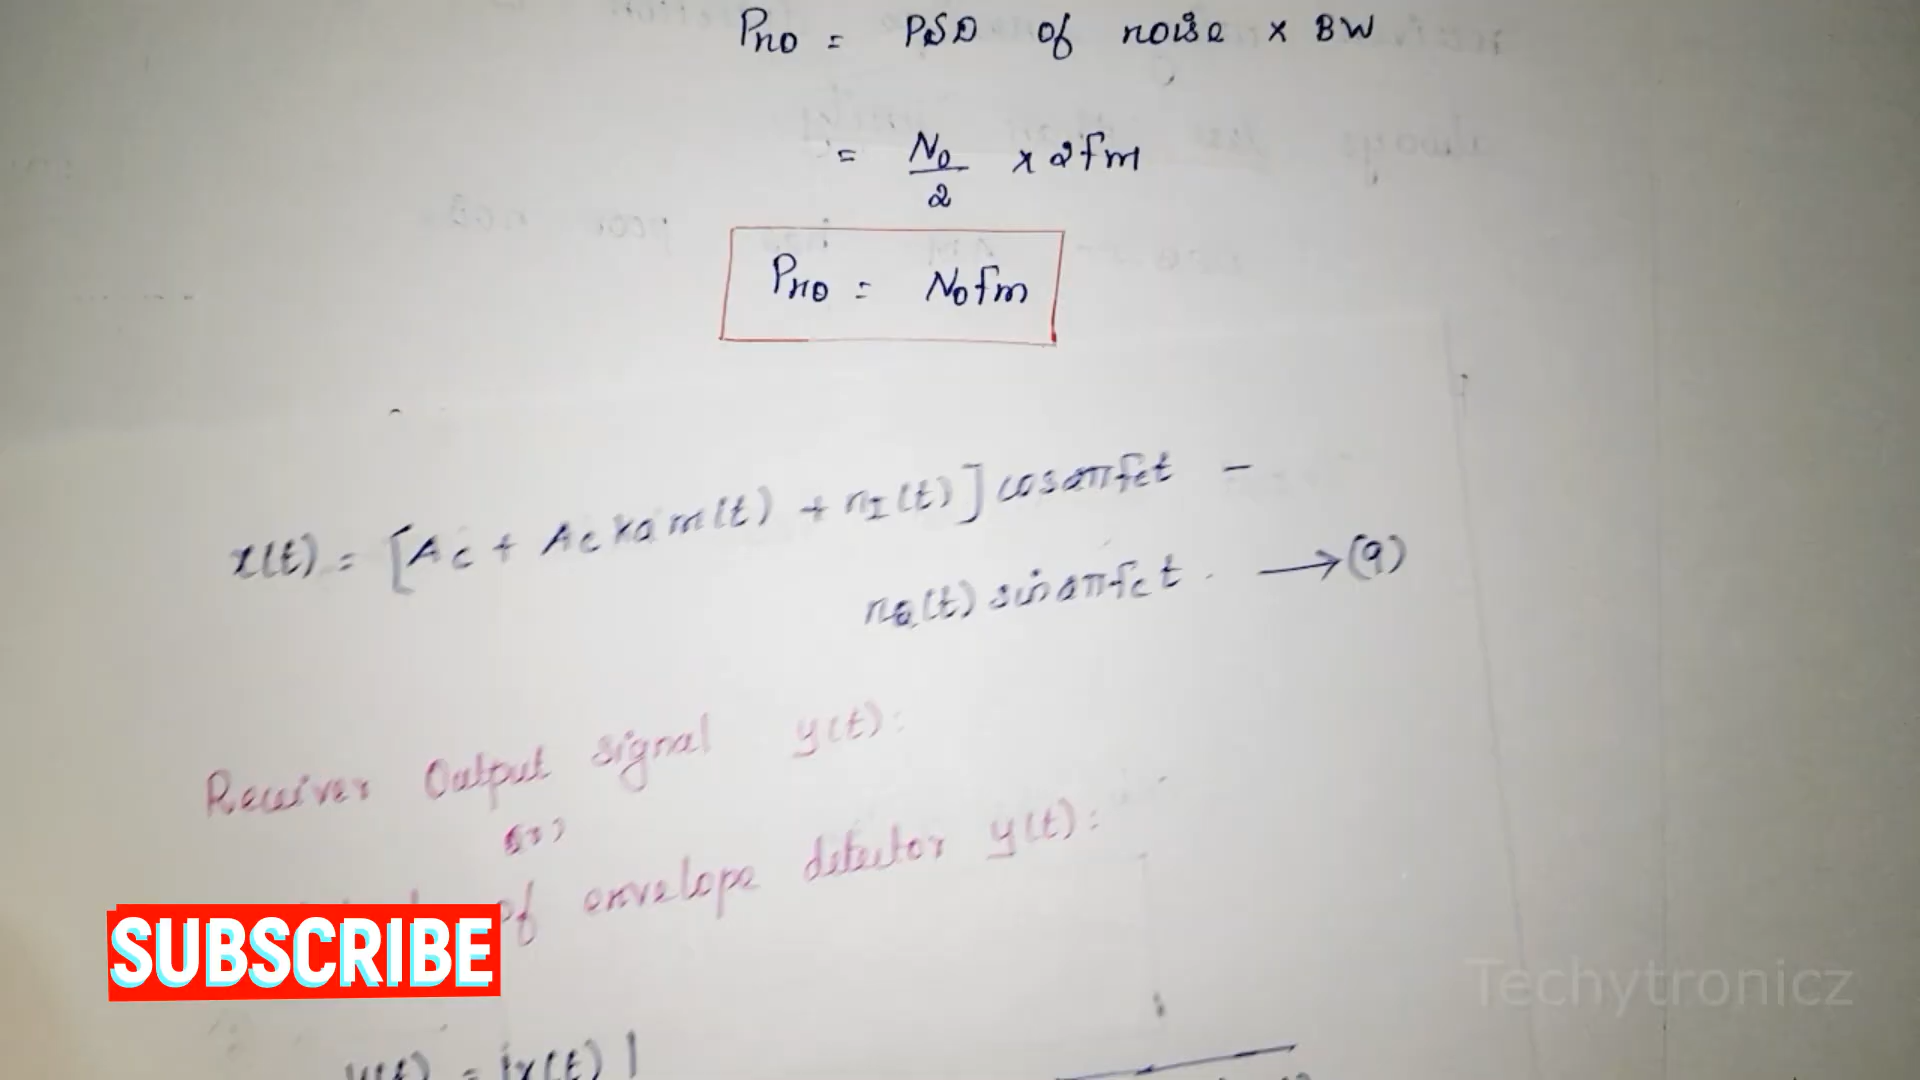 Pno = PSD of noise × BW
= N0/2 × 2fm
Pno = N0fm
x(t) = [Ac + Ac ka m(t) + nI(t)] cos2πfct -
nQ(t) sin2πfct. → (9)
Receiver Output signal y(t):
(or)
of envelope detector y(t):
SUBSCRIBE
Techytronicz
y(t) = |x(t)|